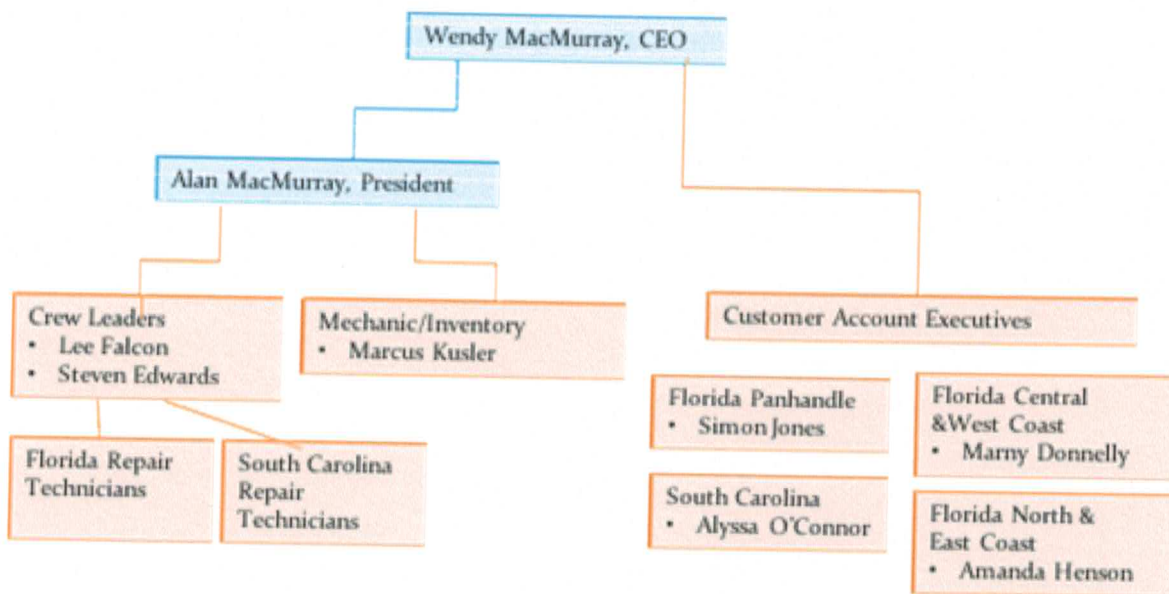 Wendy MacMurray, CEO
Alan MacMurray, President
Crew Leaders
• Lee Falcon
• Steven Edwards
Mechanic/Inventory
• Marcus Kusler
Customer Account Executives
Florida Repair
Technicians
South Carolina
Repair
Technicians
Florida Panhandle
• Simon Jones
Florida Central
&West Coast
• Marny Donnelly
South Carolina
• Alyssa O'Connor
Florida North &
East Coast
• Amanda Henson